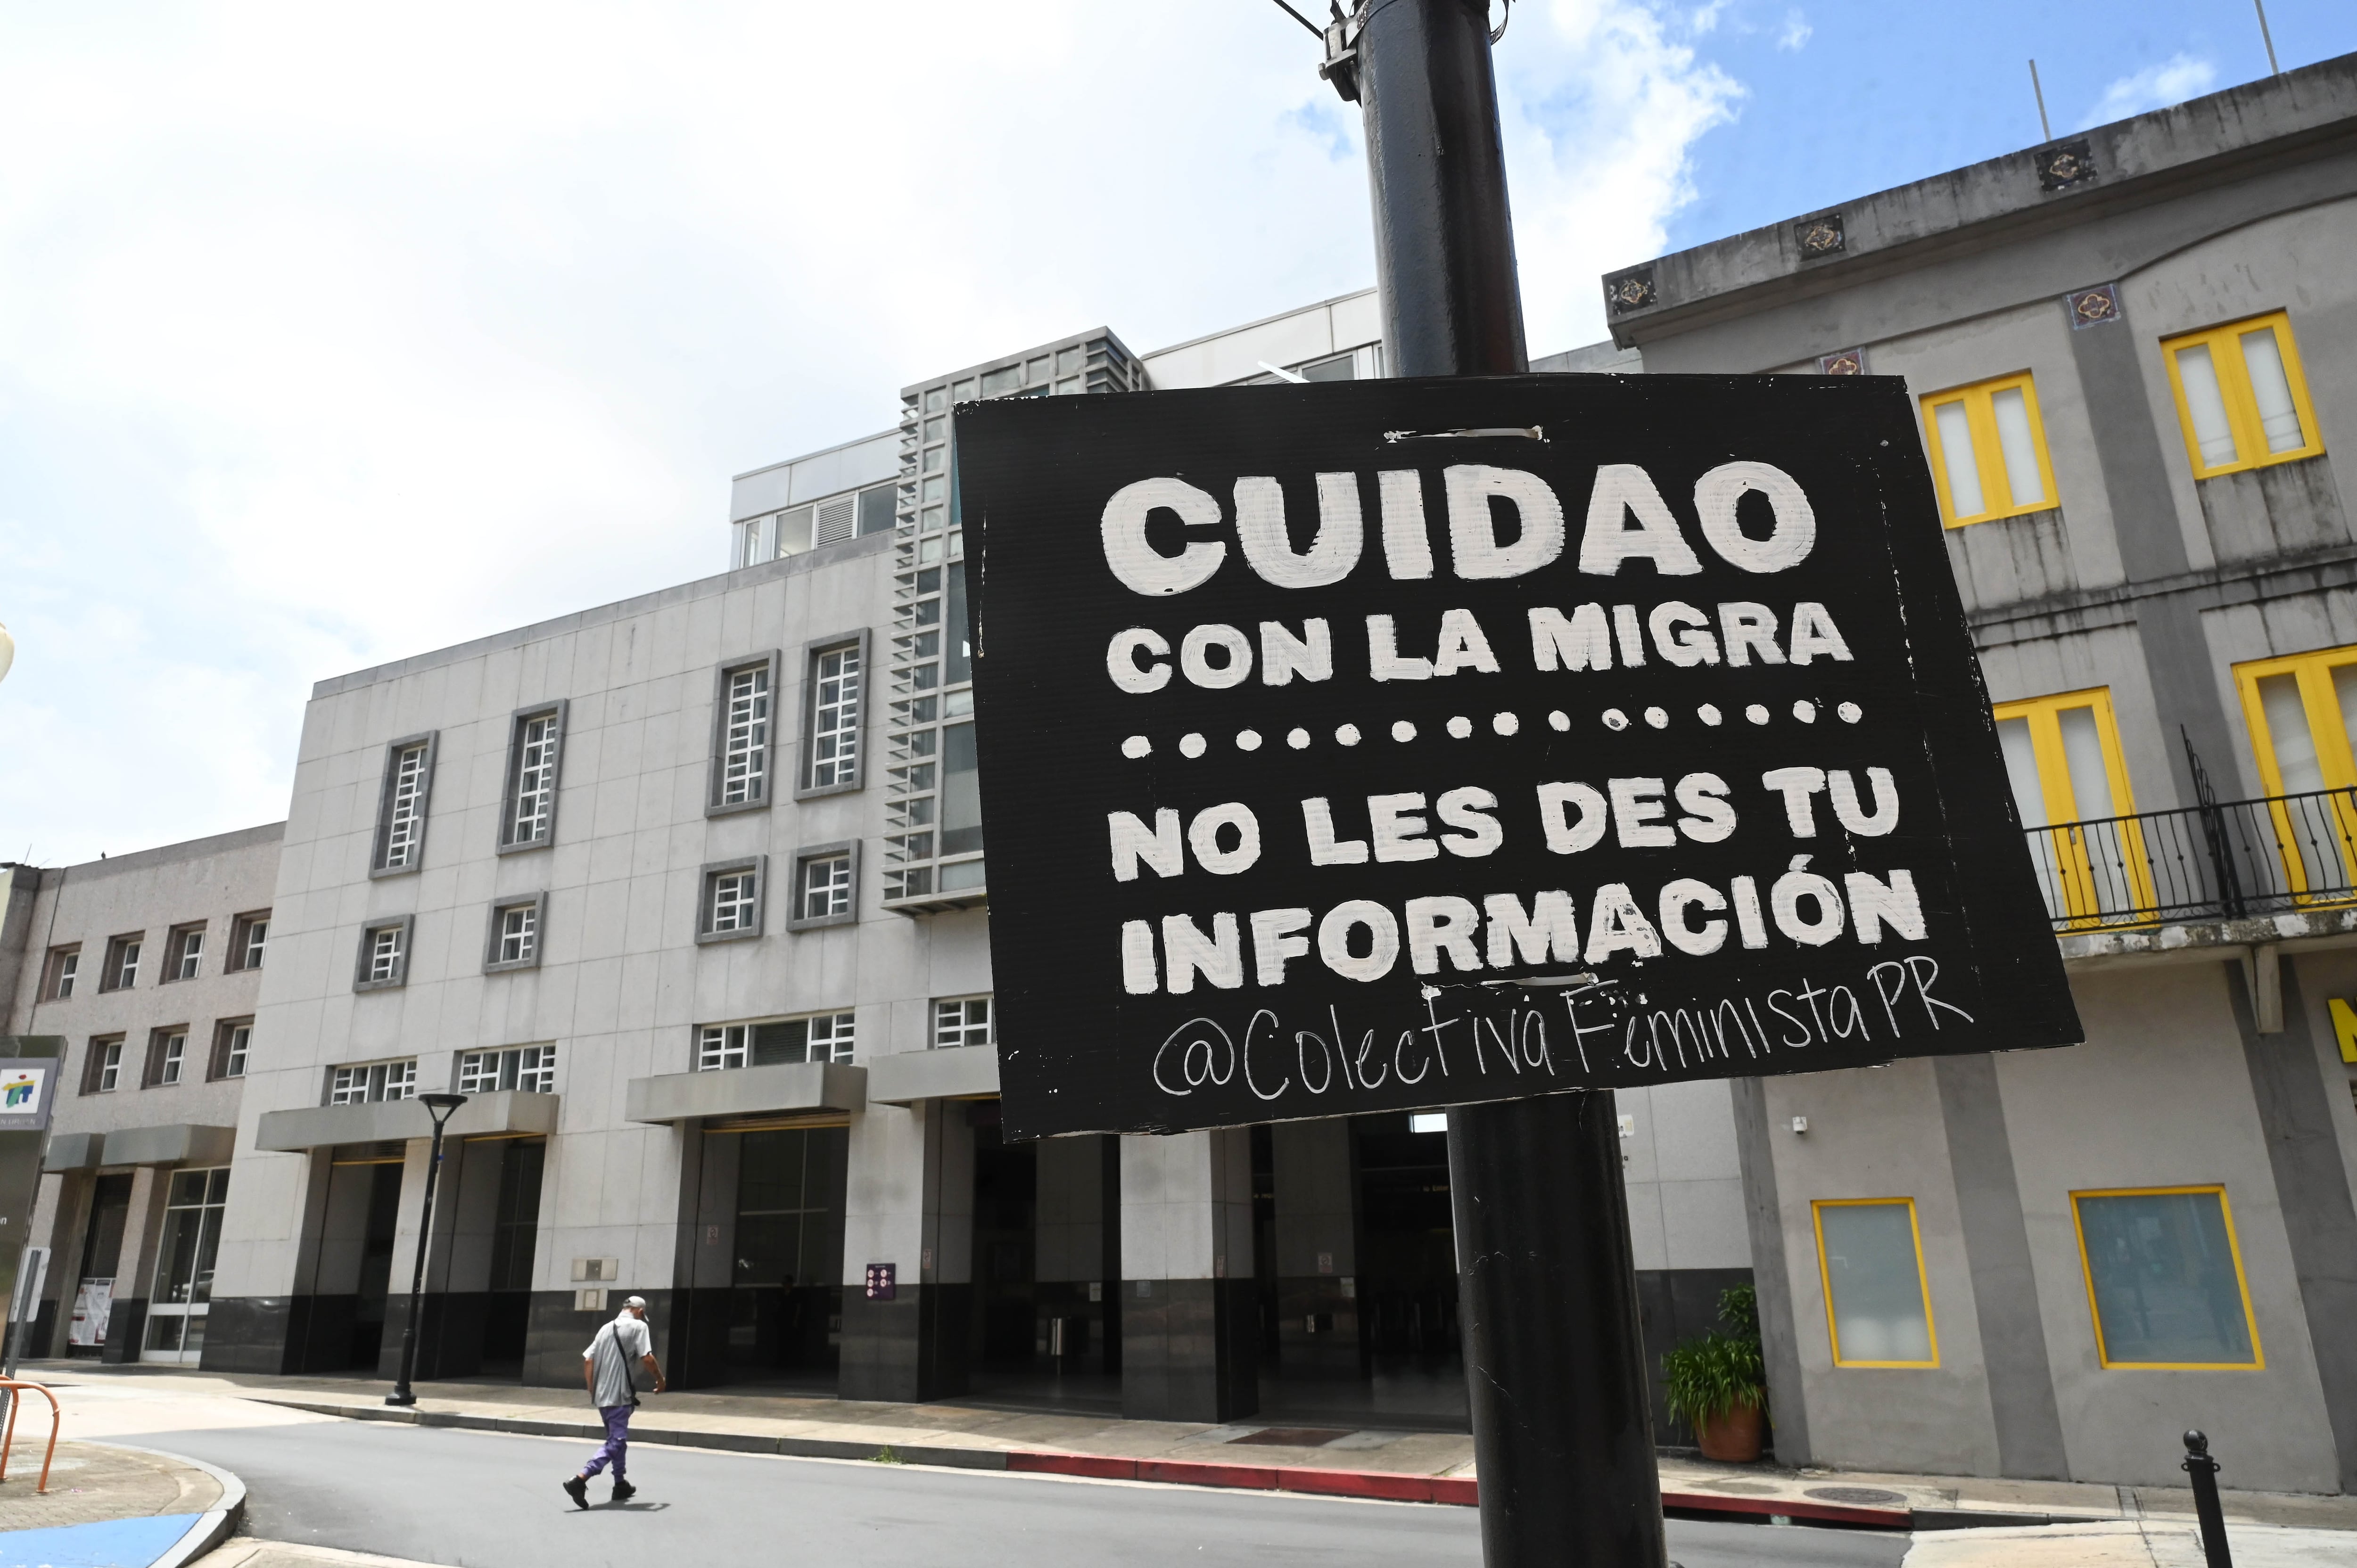 CUIDAO
CON LA MIGRA
NO LES DES TU
INFORMACIÓN
@ColectivaFeministaPR